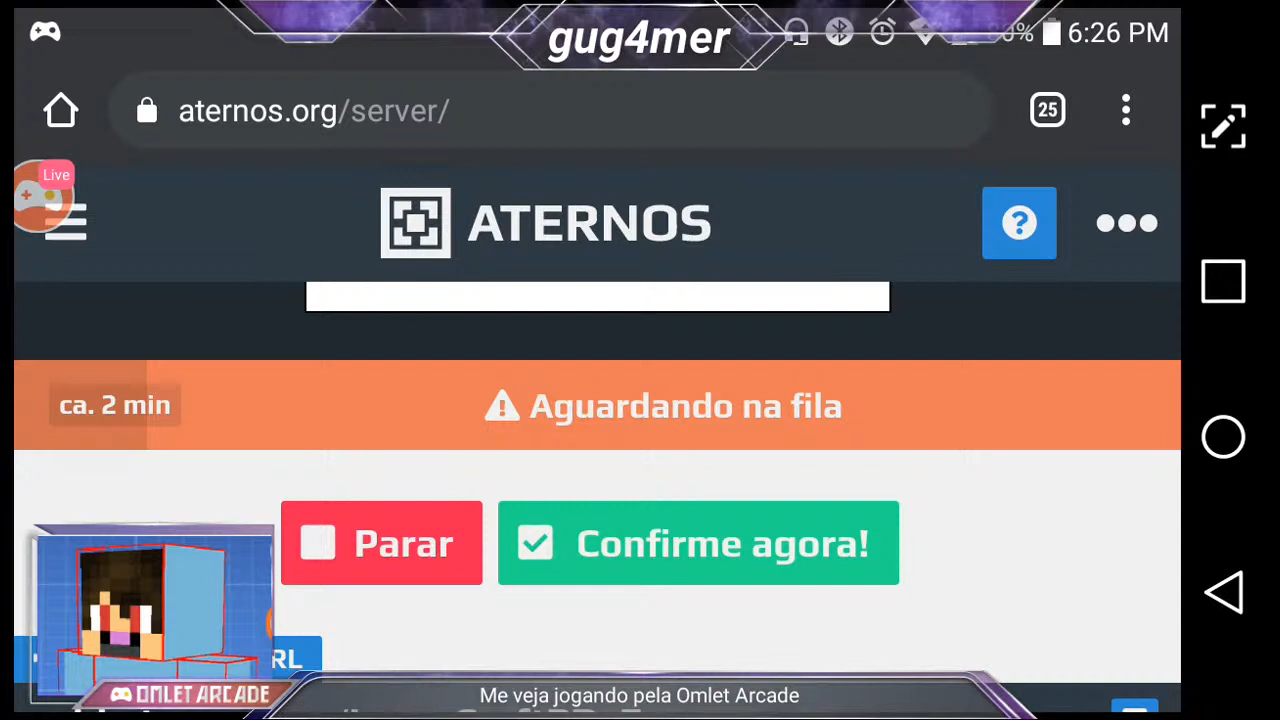 gug4mer
6:26 PM
aternos.org/server/
25
Live
ATERNOS
?
ca. 2 min
Aguardando na fila
Parar
Confirme agora!
RL
OMLET ARCADE
Me veja jogando pela Omlet Arcade